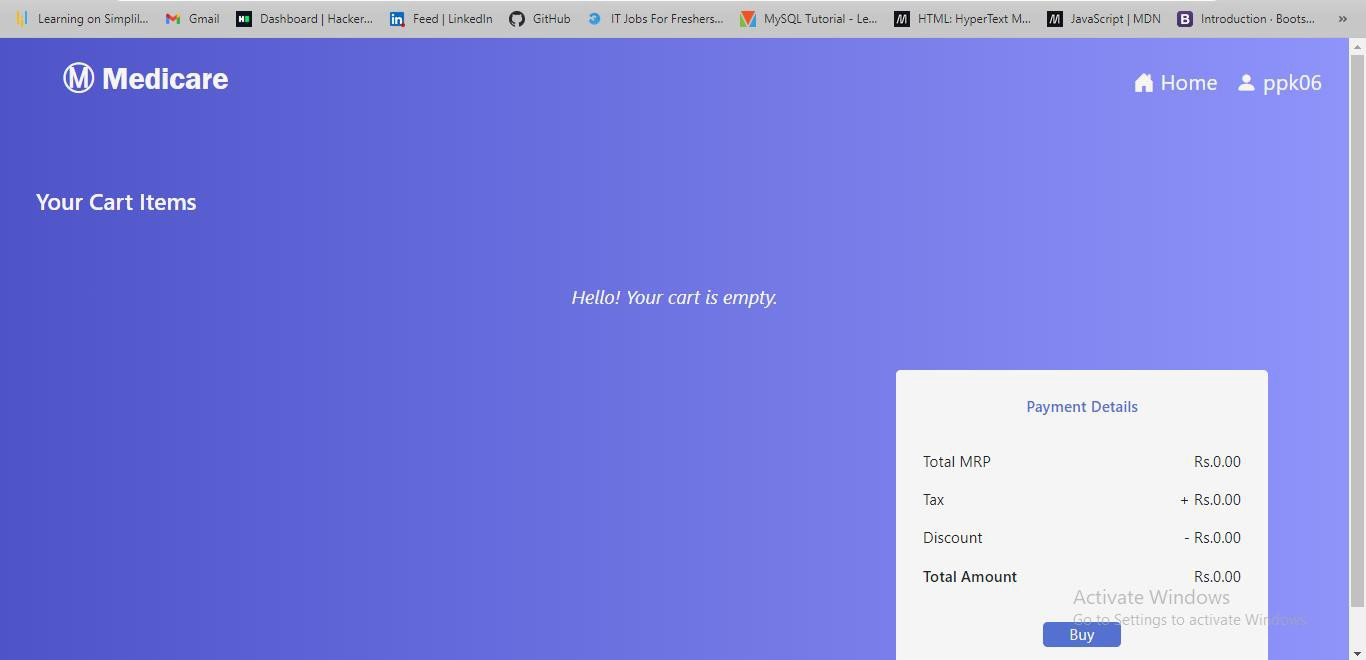 Learning on Simplil... Gmail Dashboard | Hacker... Feed | LinkedIn GitHub IT Jobs For Freshers... MySQL Tutorial - Le... HTML: HyperText M... JavaScript | MDN Introduction · Boots... »
Medicare Home ppk06
Your Cart Items
Hello! Your cart is empty.
Payment Details
Total MRP Rs.0.00
Tax + Rs.0.00
Discount - Rs.0.00
Total Amount Rs.0.00
Activate Windows
Go to Settings to activate Windows.
Buy